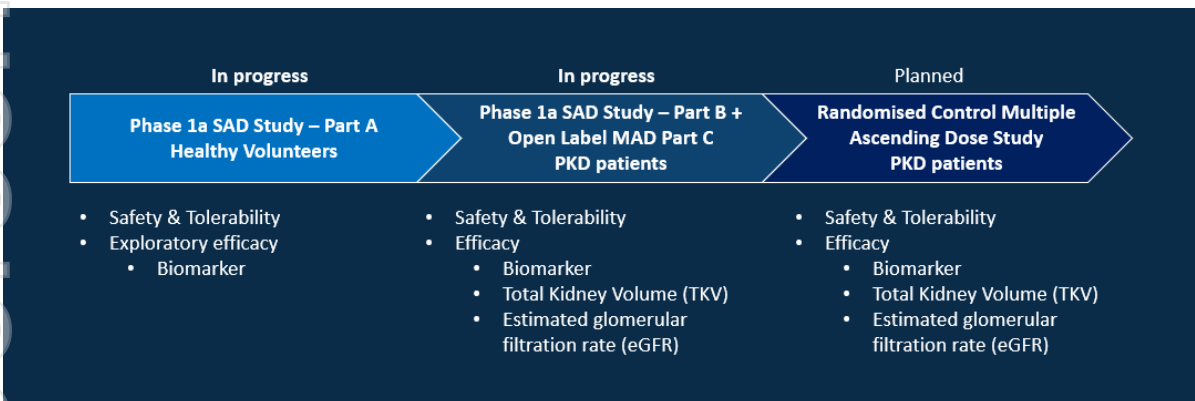 In progress
Phase 1a SAD Study – Part A
Healthy Volunteers
• Safety & Tolerability
• Exploratory efficacy
• Biomarker
In progress
Phase 1a SAD Study – Part B +
Open Label MAD Part C
PKD patients
• Safety & Tolerability
• Efficacy
• Biomarker
• Total Kidney Volume (TKV)
• Estimated glomerular
filtration rate (eGFR)
Planned
Randomised Control Multiple
Ascending Dose Study
PKD patients
• Safety & Tolerability
• Efficacy
• Biomarker
• Total Kidney Volume (TKV)
• Estimated glomerular
filtration rate (eGFR)